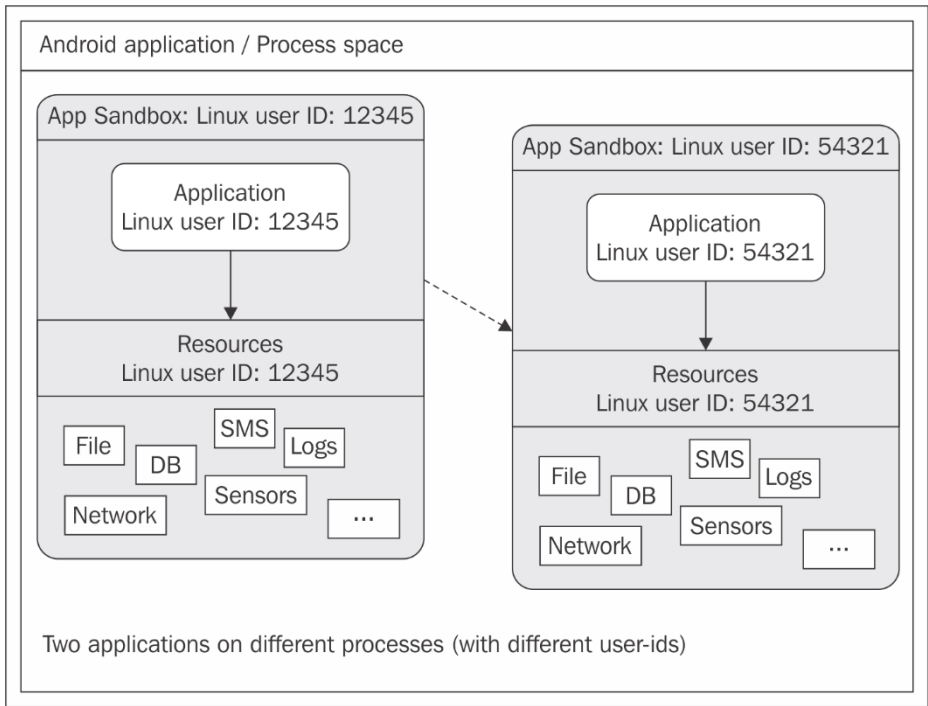 Android application / Process space
App Sandbox: Linux user ID: 12345
Application
Linux user ID: 12345
Resources
Linux user ID: 12345
File
DB
SMS
Logs
Network
Sensors
...
App Sandbox: Linux user ID: 54321
Application
Linux user ID: 54321
Resources
Linux user ID: 54321
File
DB
SMS
Logs
Network
Sensors
...
Two applications on different processes (with different user-ids)